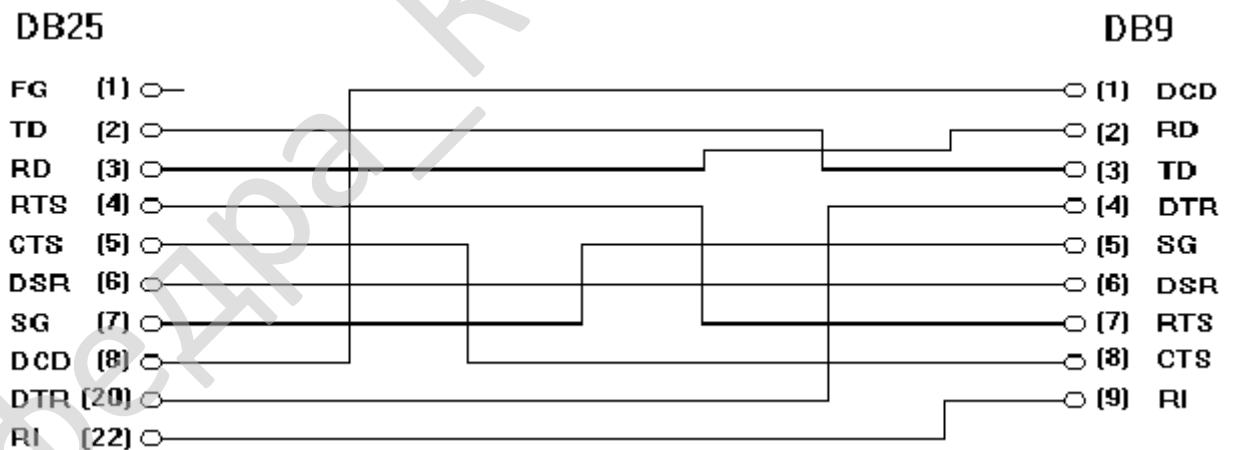 DB25 DB9
FG (1) (1) DCD
TD (2) (2) RD
RD (3) (3) TD
RTS (4) (4) DTR
CTS (5) (5) SG
DSR (6) (6) DSR
SG (7) (7) RTS
DCD (8) (8) CTS
DTR (20) (9) RI
RI (22)